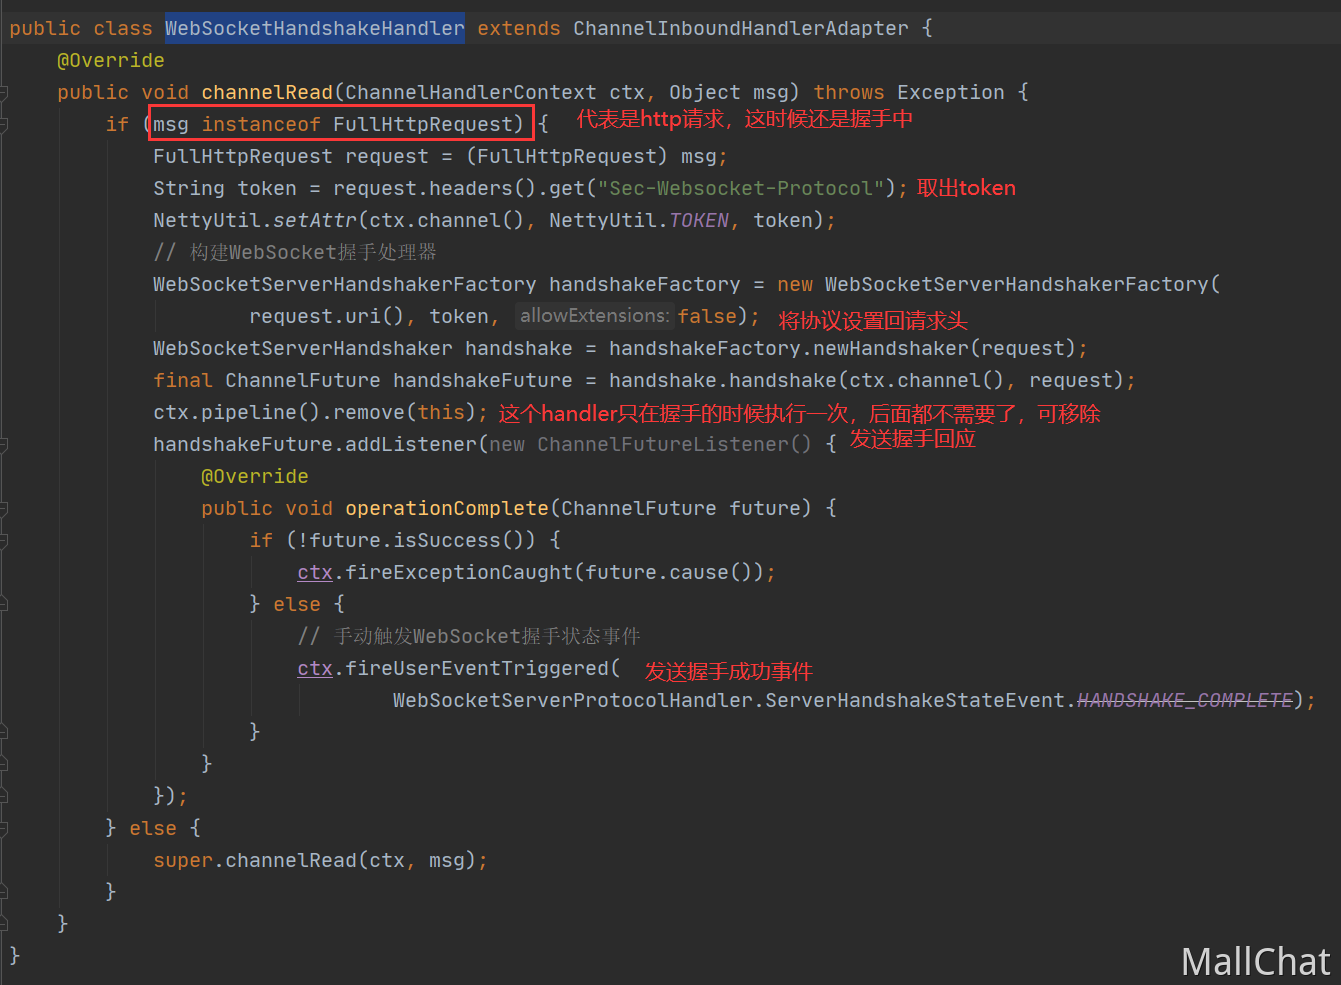 public class WebSocketHandshakeHandler extends ChannelInboundHandlerAdapter {
@Override
public void channelRead(ChannelHandlerContext ctx, Object msg) throws Exception {
if (msg instanceof FullHttpRequest) { 代表是http请求，这时候还是握手中
FullHttpRequest request = (FullHttpRequest) msg;
String token = request.headers().get("Sec-Websocket-Protocol"); 取出token
NettyUtil.setAttr(ctx.channel(), NettyUtil.TOKEN, token);
// 构建WebSocket握手处理器
WebSocketServerHandshakerFactory handshakeFactory = new WebSocketServerHandshakerFactory(
request.uri(), token, allowExtensions: false); 将协议设置回请求头
WebSocketServerHandshaker handshake = handshakeFactory.newHandshaker(request);
final ChannelFuture handshakeFuture = handshake.handshake(ctx.channel(), request);
ctx.pipeline().remove(this); 这个handler只在握手的时候执行一次，后面都不需要了，可移除
handshakeFuture.addListener(new ChannelFutureListener() { 发送握手回应
@Override
public void operationComplete(ChannelFuture future) {
if (!future.isSuccess()) {
ctx.fireExceptionCaught(future.cause());
} else {
// 手动触发WebSocket握手状态事件
ctx.fireUserEventTriggered( 发送握手成功事件
WebSocketServerProtocolHandler.ServerHandshakeStateEvent.HANDSHAKE_COMPLETE);
}
}
});
} else {
super.channelRead(ctx, msg);
}
}
}
MallChat